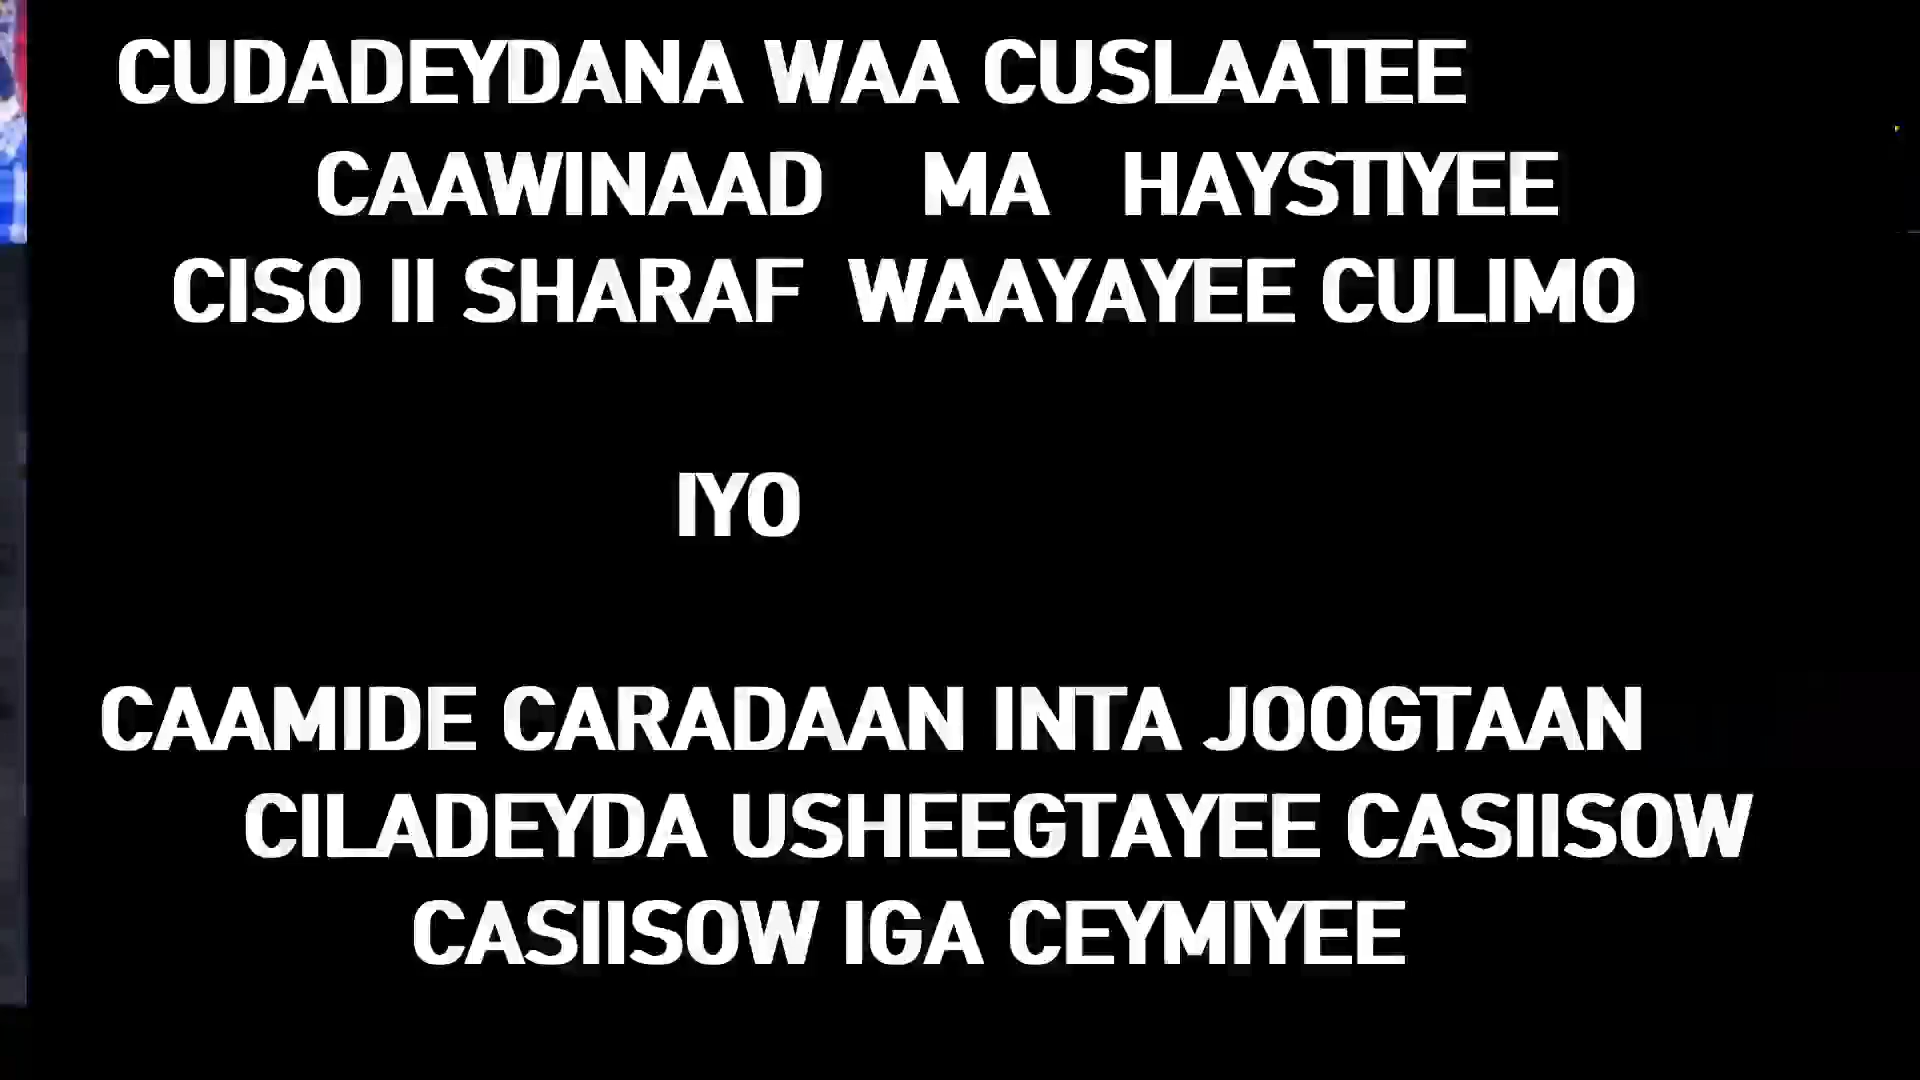 CUDADEYDANA WAA CUSLAATEE
CAAWINAAD MA HAYSTIYEE
CISO II SHARAF WAAYAYEE CULIMO
IYO
CAAMIDE CARADAAN INTA JOOGTAAN
CILADEYDA USHEEGTAYEE CASIISOW
CASIISOW IGA CEYMIYEE